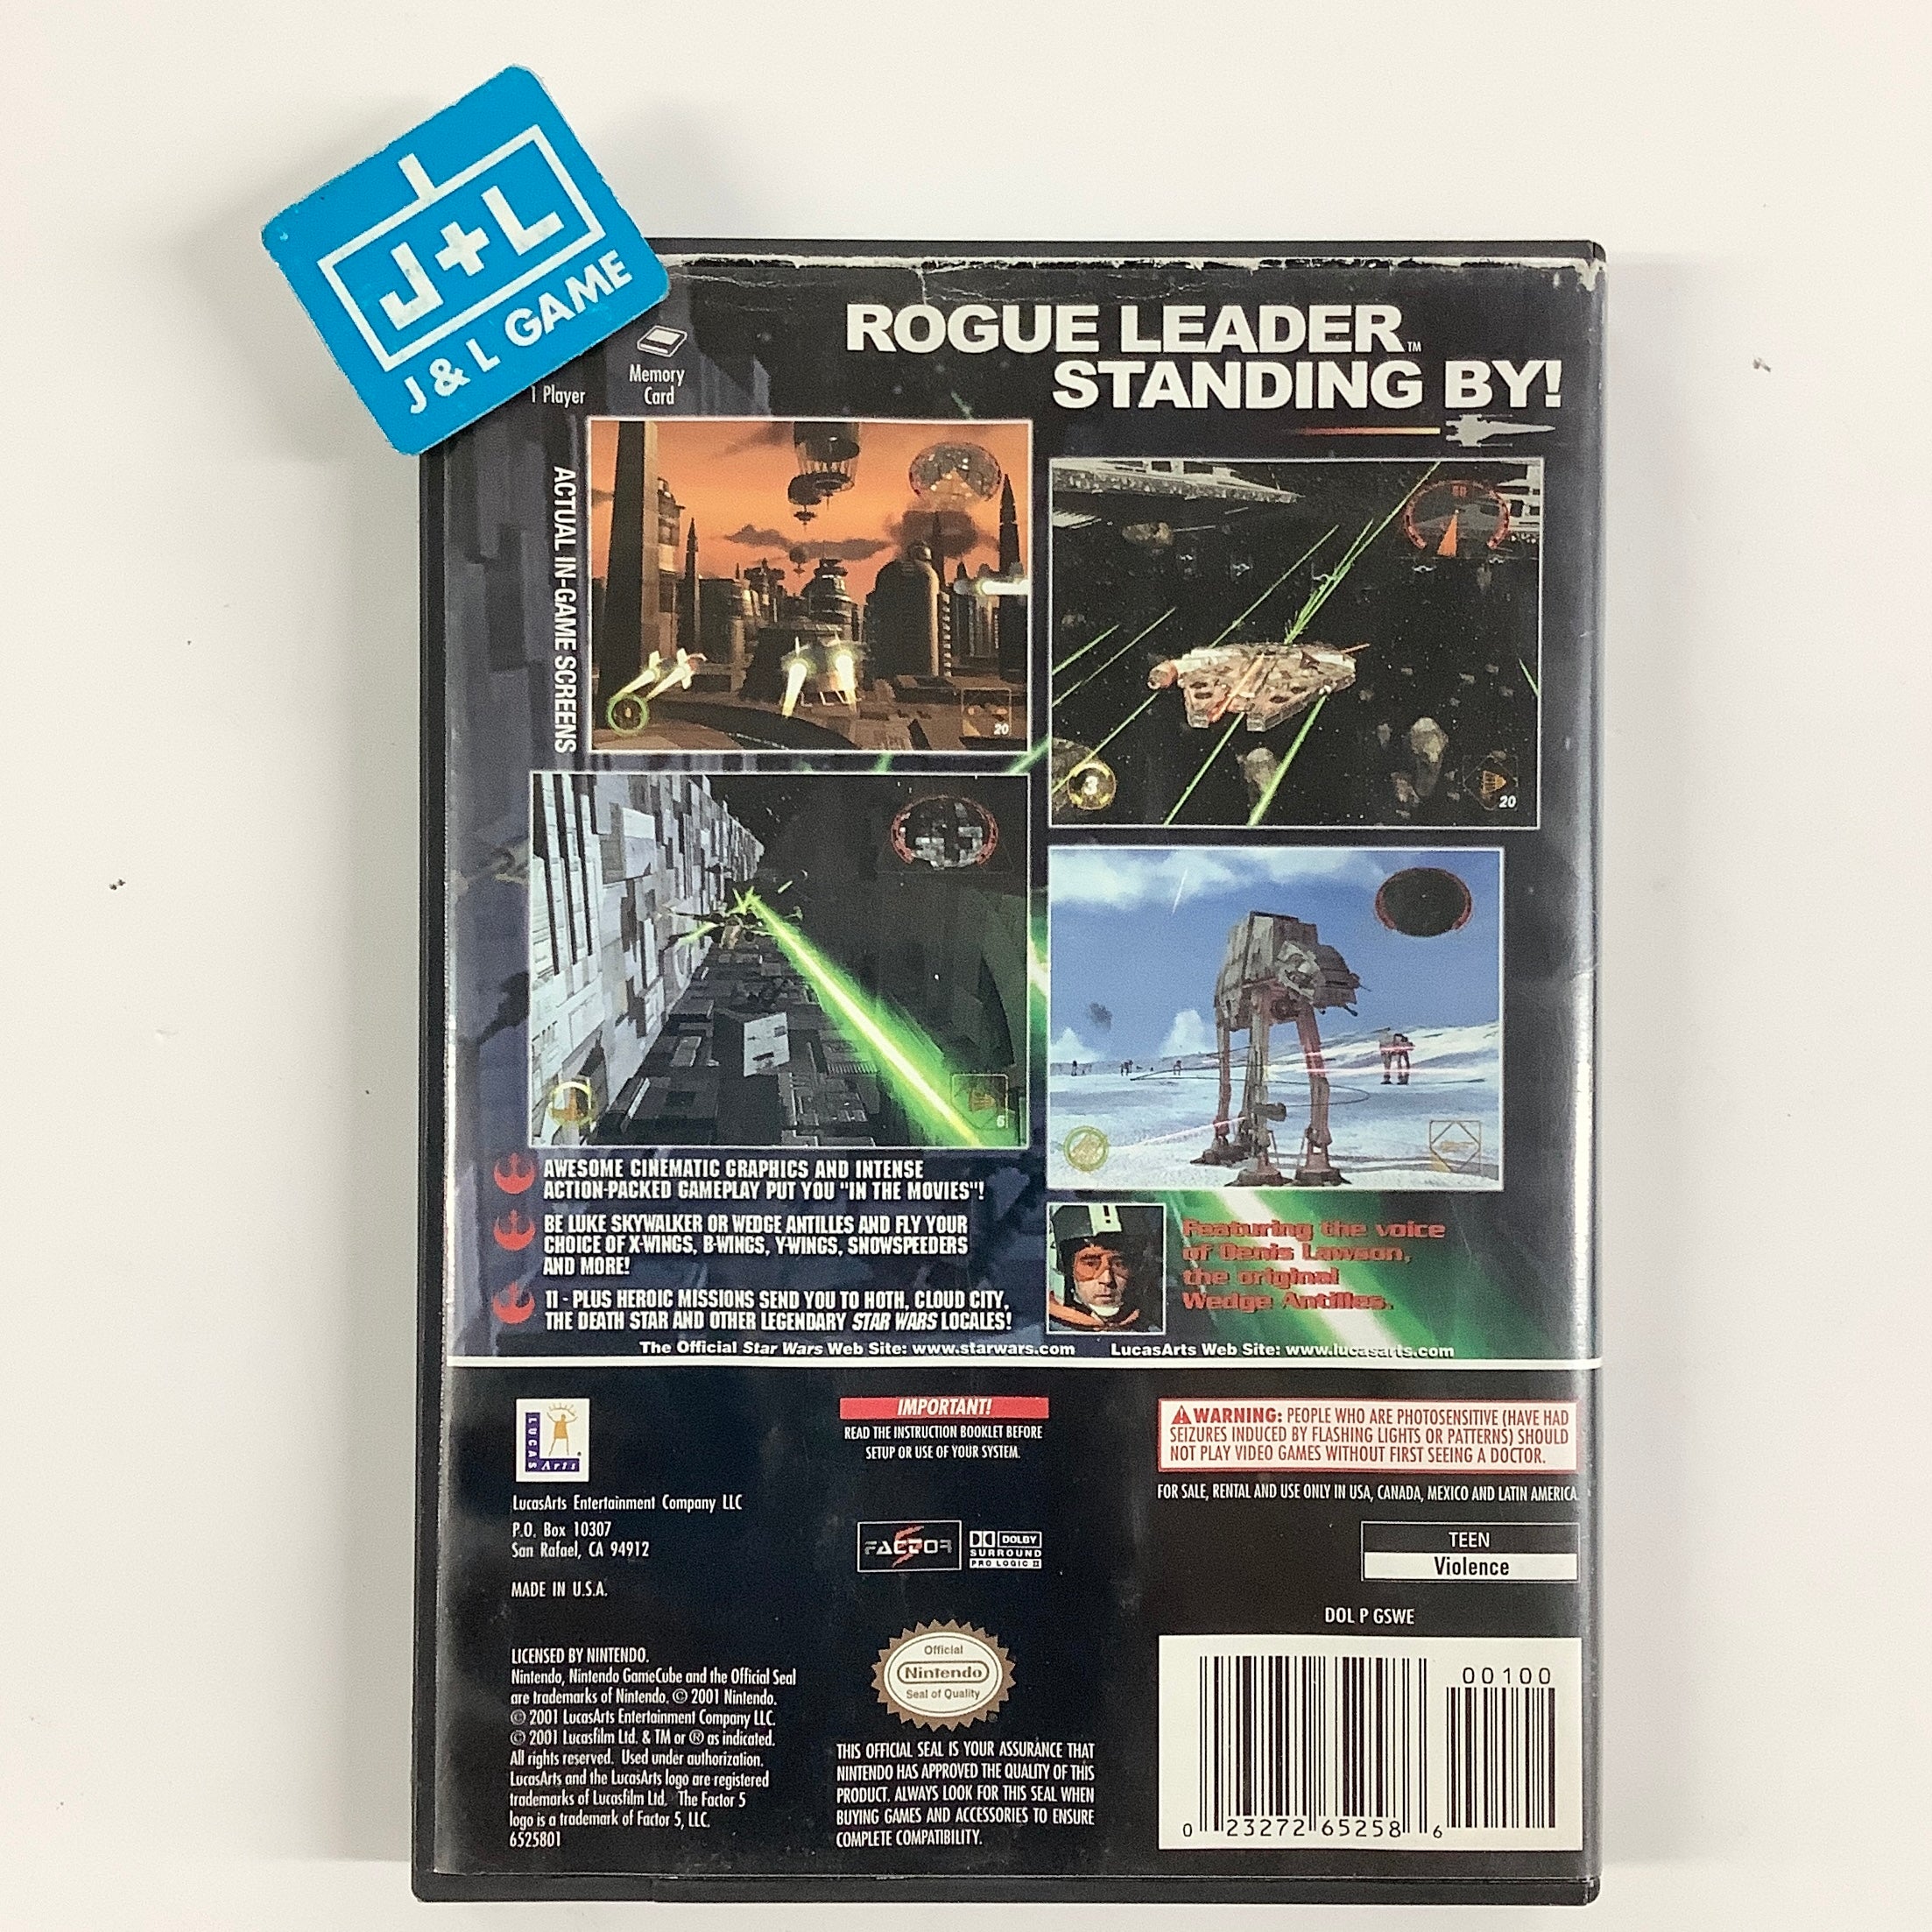 J+L
J & L GAME
1 Player
Memory
Card
ROGUE LEADER™
STANDING BY!
ACTUAL IN-GAME SCREENS
20
3
20
5
AWESOME CINEMATIC GRAPHICS AND INTENSE
ACTION-PACKED GAMEPLAY PUT YOU "IN THE MOVIES"!
BE LUKE SKYWALKER OR WEDGE ANTILLES AND FLY YOUR
CHOICE OF X-WINGS, B-WINGS, Y-WINGS, SNOWSPEEDERS
AND MORE!
11 - PLUS HEROIC MISSIONS SEND YOU TO HOTH, CLOUD CITY,
THE DEATH STAR AND OTHER LEGENDARY STAR WARS LOCALES!
Featuring the voice
of Denis Lawson,
the original
Wedge Antilles.
The Official Star Wars Web Site: www.starwars.com
LucasArts Web Site: www.lucasarts.com
LUCAS
Arts
LucasArts Entertainment Company LLC
P.O. Box 10307
San Rafael, CA 94912
MADE IN U.S.A.
IMPORTANT!
READ THE INSTRUCTION BOOKLET BEFORE
SETUP OR USE OF YOUR SYSTEM.
WARNING: PEOPLE WHO ARE PHOTOSENSITIVE (HAVE HAD
SEIZURES INDUCED BY FLASHING LIGHTS OR PATTERNS) SHOULD
NOT PLAY VIDEO GAMES WITHOUT FIRST SEEING A DOCTOR.
FOR SALE, RENTAL AND USE ONLY IN USA, CANADA, MEXICO AND LATIN AMERICA.
FACTOR 5
DOLBY
SURROUND
PRO LOGIC II
TEEN
Violence
DOL P GSWE
LICENSED BY NINTENDO.
Nintendo, Nintendo GameCube and the Official Seal
are trademarks of Nintendo. © 2001 Nintendo.
© 2001 LucasArts Entertainment Company LLC.
© 2001 Lucasfilm Ltd. & TM or ® as indicated.
All rights reserved. Used under authorization.
LucasArts and the LucasArts logo are registered
trademarks of Lucasfilm Ltd. The Factor 5
logo is a trademark of Factor 5, LLC.
6525801
Official
Nintendo
Seal of Quality
THIS OFFICIAL SEAL IS YOUR ASSURANCE THAT
NINTENDO HAS APPROVED THE QUALITY OF THIS
PRODUCT. ALWAYS LOOK FOR THIS SEAL WHEN
BUYING GAMES AND ACCESSORIES TO ENSURE
COMPLETE COMPATIBILITY.
00100
0 23272 65258 6